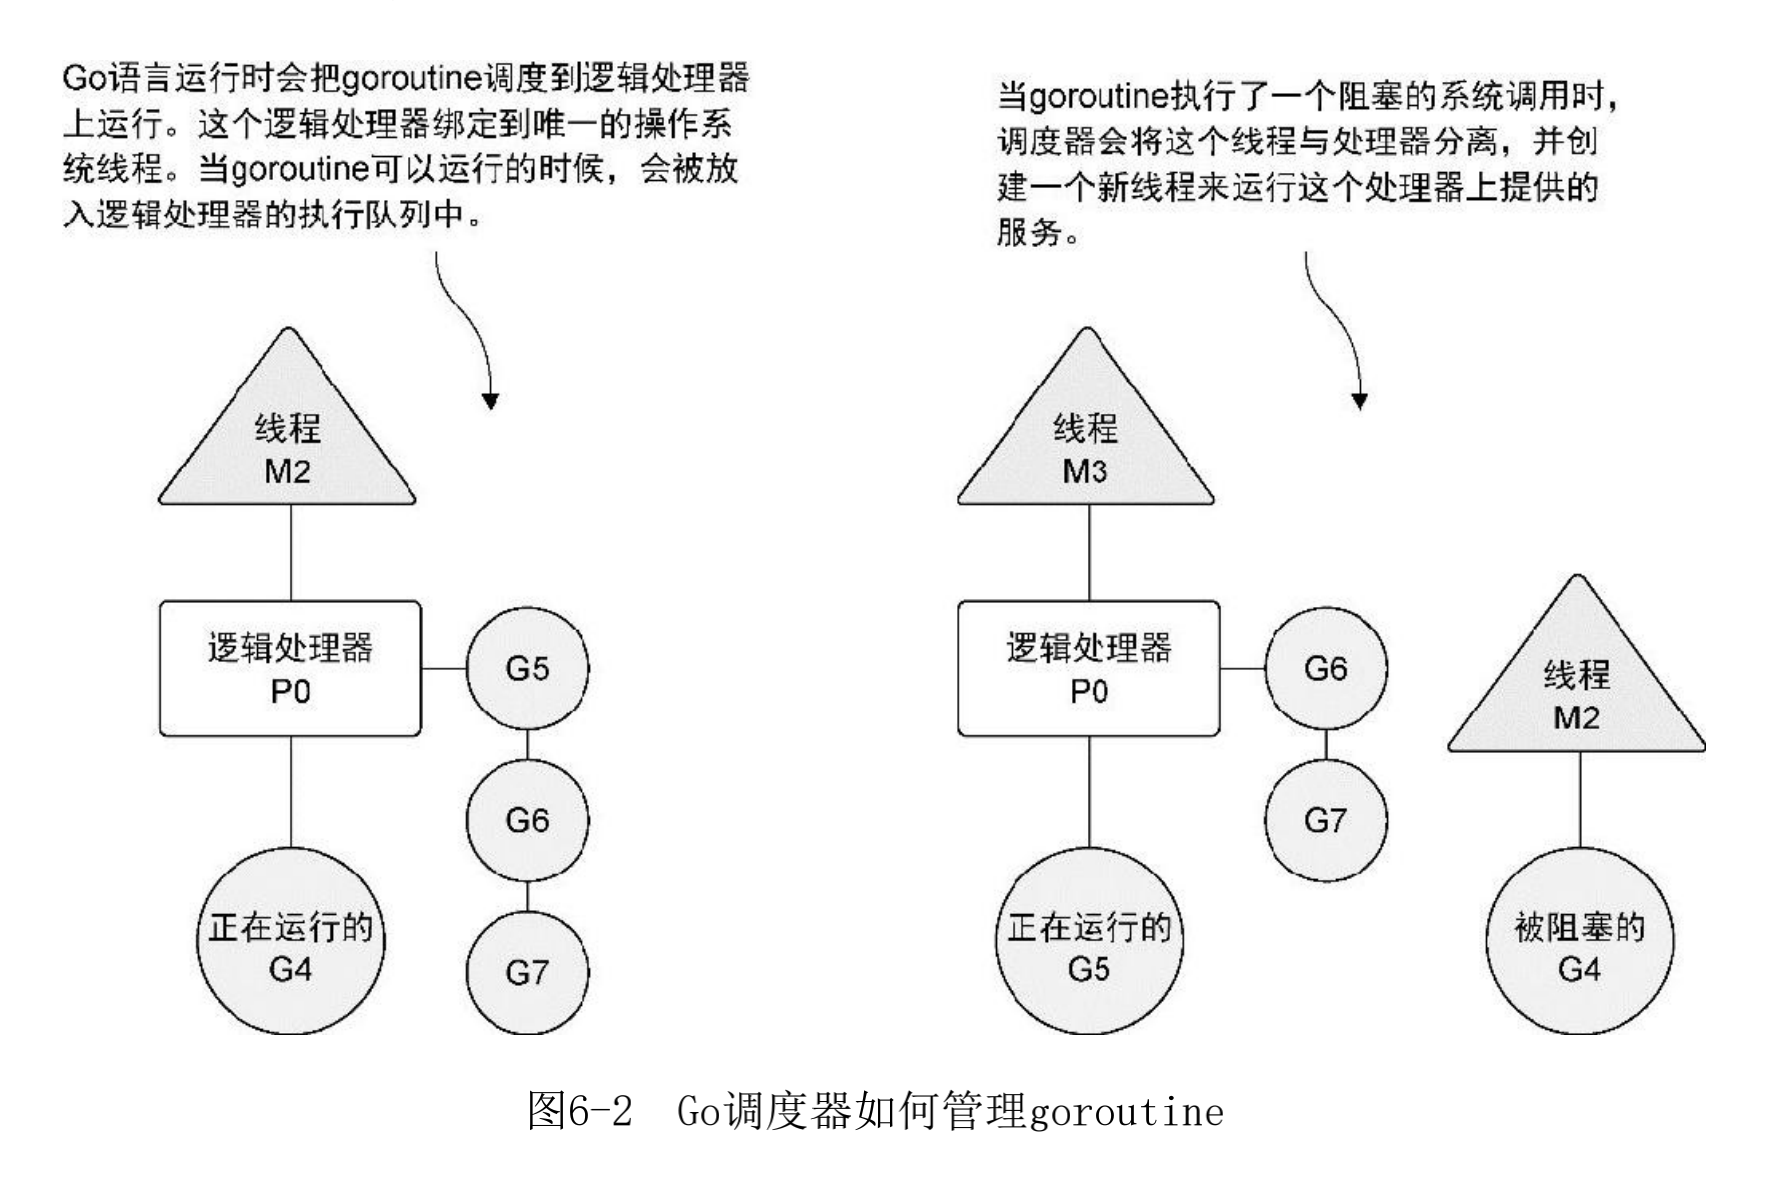 Go语言运行时会把goroutine调度到逻辑处理器
上运行。这个逻辑处理器绑定到唯一的操作系
统线程。当goroutine可以运行的时候，会被放
入逻辑处理器的执行队列中。
当goroutine执行了一个阻塞的系统调用时，
调度器会将这个线程与处理器分离，并创
建一个新线程来运行这个处理器上提供的
服务。
线程
M2
逻辑处理器
P0
G5
G6
G7
正在运行的
G4
线程
M3
逻辑处理器
P0
G6
G7
正在运行的
G5
线程
M2
被阻塞的
G4
图6-2 Go调度器如何管理goroutine